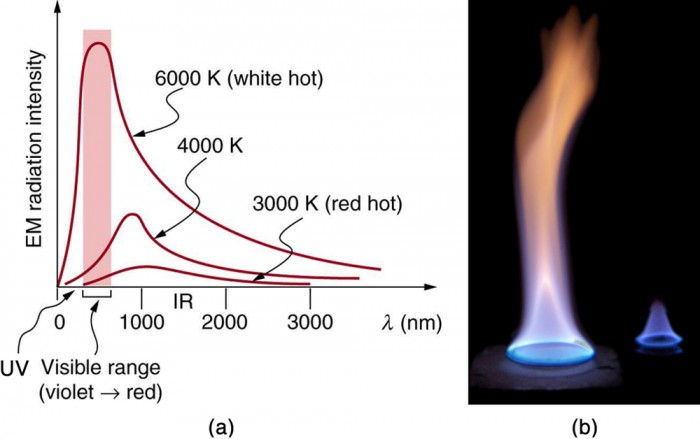 EM radiation intensity
6000 K (white hot)
4000 K
3000 K (red hot)
IR
0
1000
2000
3000
λ (nm)
UV
Visible range
(violet → red)
(a)
(b)